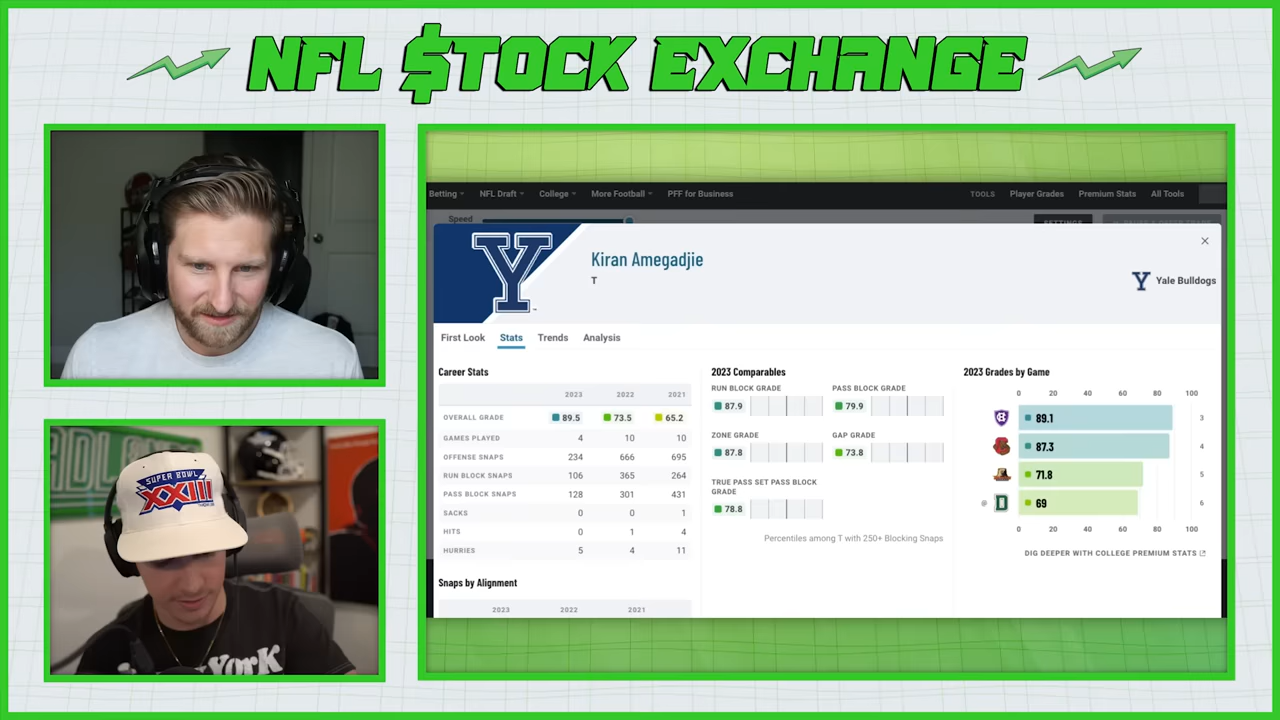 NFL $TOCK EXCHANGE
Betting NFL Draft College More Football PFF for Business TOOLS Player Grades Premium Stats All Tools
Speed
SETTINGS
Y
Kiran Amegadjie
T
Y Yale Bulldogs
First Look Stats Trends Analysis
Career Stats
2023 2022 2021
OVERALL GRADE 89.5 73.5 65.2
GAMES PLAYED 4 10 10
OFFENSE SNAPS 234 666 695
RUN BLOCK SNAPS 106 365 264
PASS BLOCK SNAPS 128 301 431
SACKS 0 0 1
HITS 0 1 4
HURRIES 5 4 11
Snaps by Alignment
2023 2022 2021
2023 Comparables
RUN BLOCK GRADE PASS BLOCK GRADE
87.9 79.9
ZONE GRADE GAP GRADE
87.8 73.8
TRUE PASS SET PASS BLOCK
GRADE
78.8
Percentiles among T with 250+ Blocking Snaps
2023 Grades by Game
0 20 40 60 80 100
89.1 3
87.3 4
71.8 5
@ D 69 6
0 20 40 60 80 100
DIG DEEPER WITH COLLEGE PREMIUM STATS
SUPER BOWL
XXIII
York